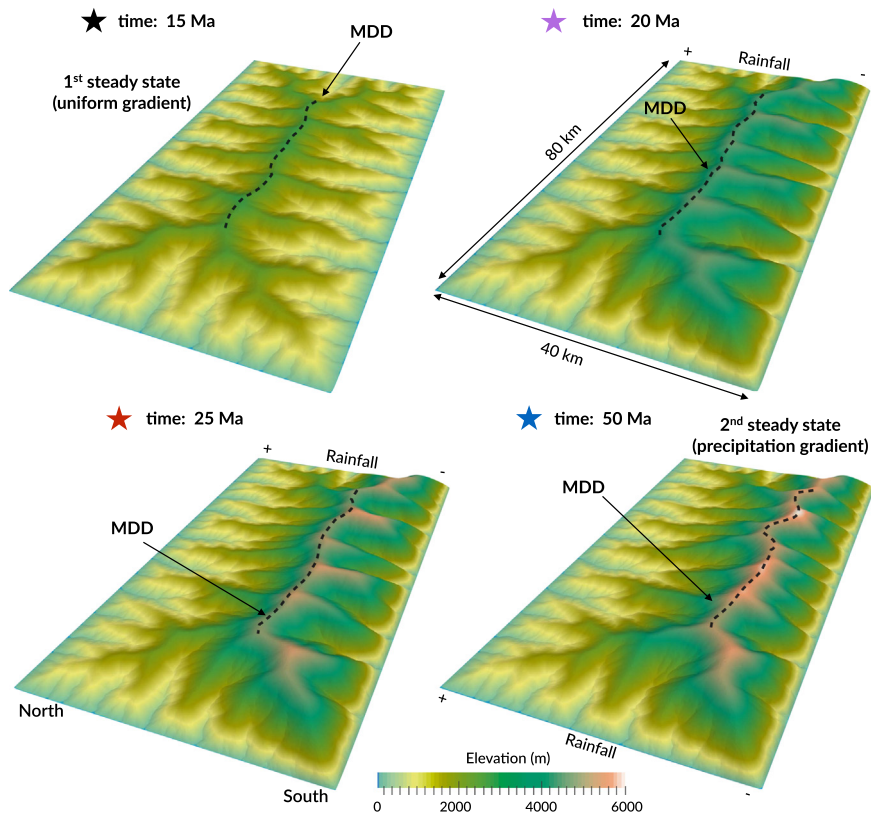 time: 15 Ma
MDD
1st steady state
(uniform gradient)
time: 20 Ma
+
Rainfall
-
MDD
80 km
40 km
time: 25 Ma
+
Rainfall
-
MDD
North
South
time: 50 Ma
2nd steady state
(precipitation gradient)
MDD
+
Rainfall
-
Elevation (m)
0 2000 4000 6000